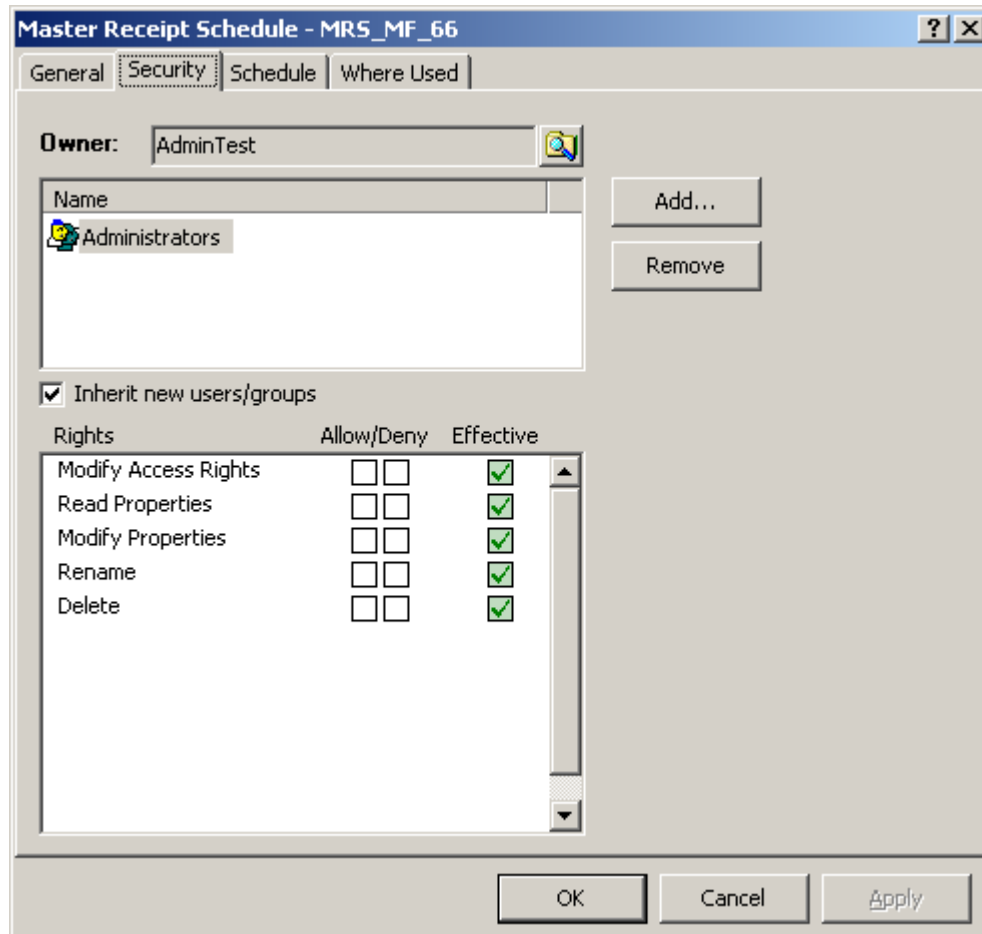 Master Receipt Schedule - MRS_MF_66
General Security Schedule Where Used
Owner: AdminTest
Name
Add...
Administrators
Remove
Inherit new users/groups
Rights Allow/Deny Effective
Modify Access Rights
Read Properties
Modify Properties
Rename
Delete
OK Cancel Apply